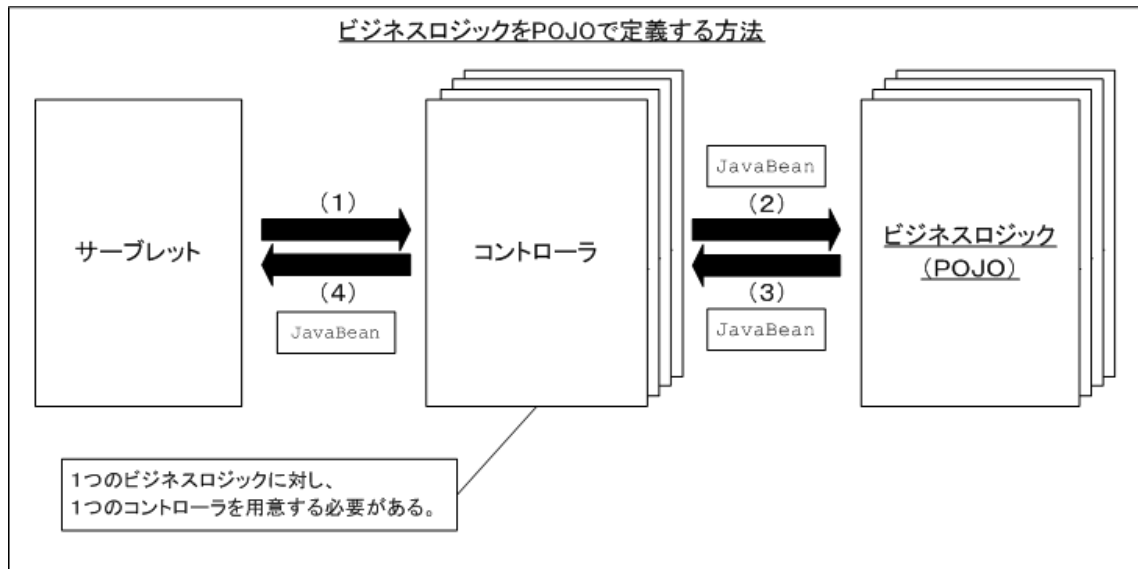 ビジネスロジックをPOJOで定義する方法
サーブレット
(1)
(4)
JavaBean
コントローラ
JavaBean
(2)
(3)
JavaBean
ビジネスロジック
(POJO)
1つのビジネスロジックに対し、
1つのコントローラを用意する必要がある。